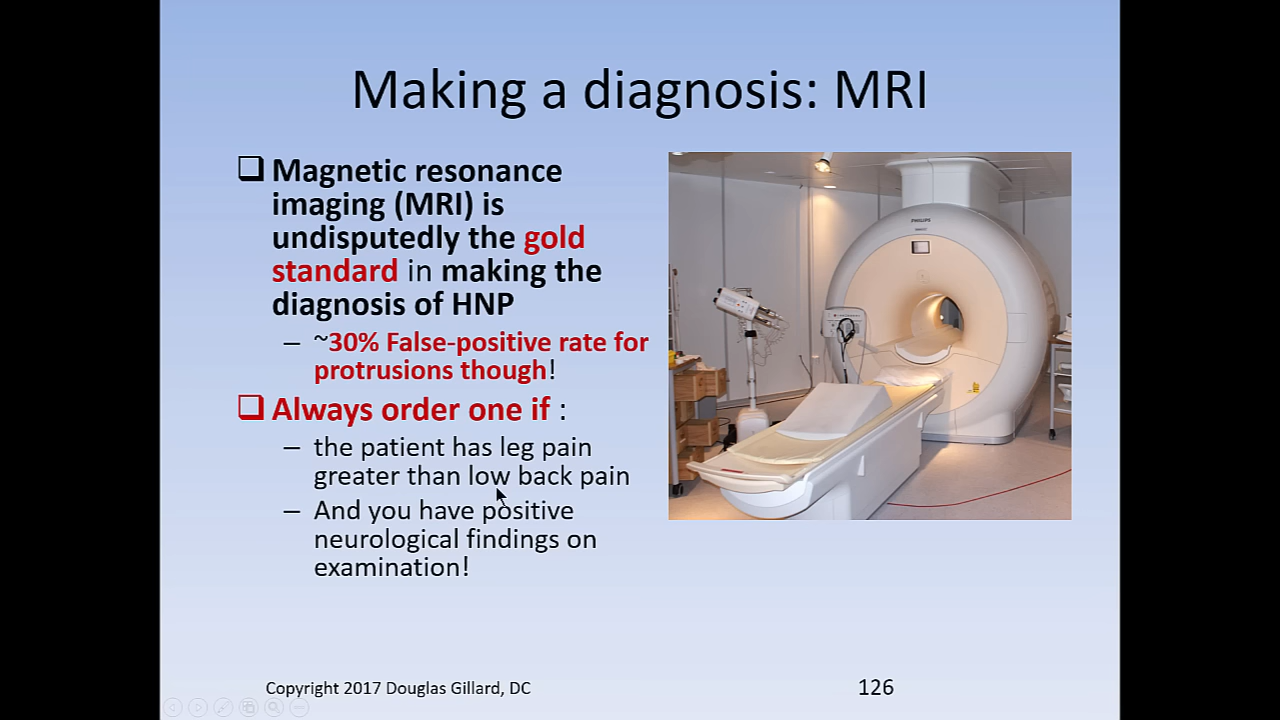 Making a diagnosis: MRI
Magnetic resonance
imaging (MRI) is
undisputedly the gold
standard in making the
diagnosis of HNP
– ~30% False-positive rate for
protrusions though!
Always order one if :
– the patient has leg pain
greater than low back pain
– And you have positive
neurological findings on
examination!
PHILIPS
Copyright 2017 Douglas Gillard, DC
126